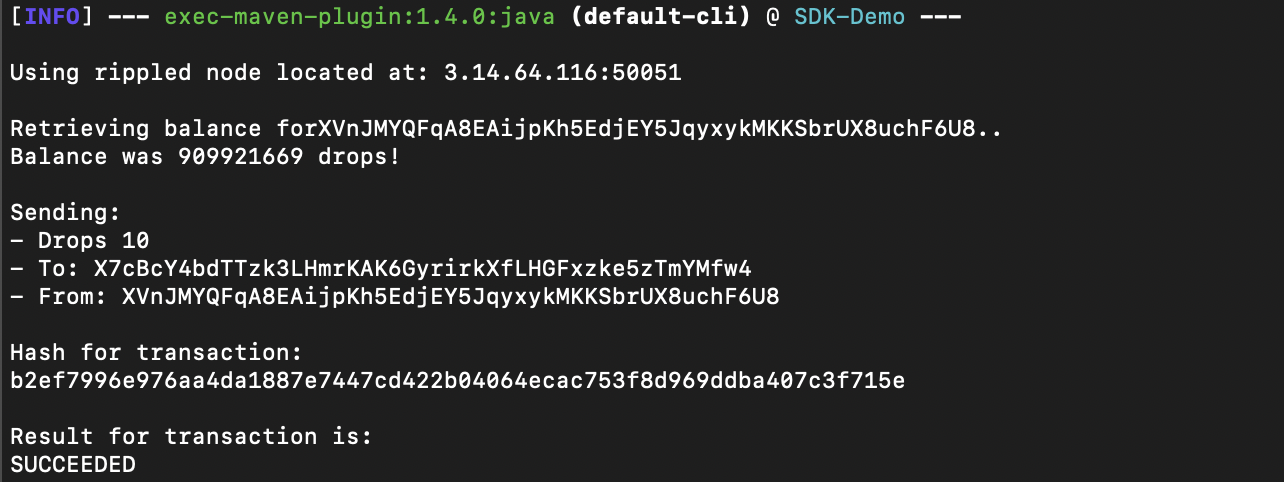 [INFO] --- exec-maven-plugin:1.4.0:java (default-cli) @ SDK-Demo ---
Using rippled node located at: 3.14.64.116:50051
Retrieving balance forXVnJMYQFqA8EAijpKh5EdjEY5JqyxykMKKSbrUX8uchF6U8..
Balance was 909921669 drops!
Sending:
- Drops 10
- To: X7cBcY4bdTTzk3LHmrKAK6GyrirkXfLHGFxzke5zTmYMfw4
- From: XVnJMYQFqA8EAijpKh5EdjEY5JqyxykMKKSbrUX8uchF6U8
Hash for transaction:
b2ef7996e976aa4da1887e7447cd422b04064ecac753f8d969ddba407c3f715e
Result for transaction is:
SUCCEEDED